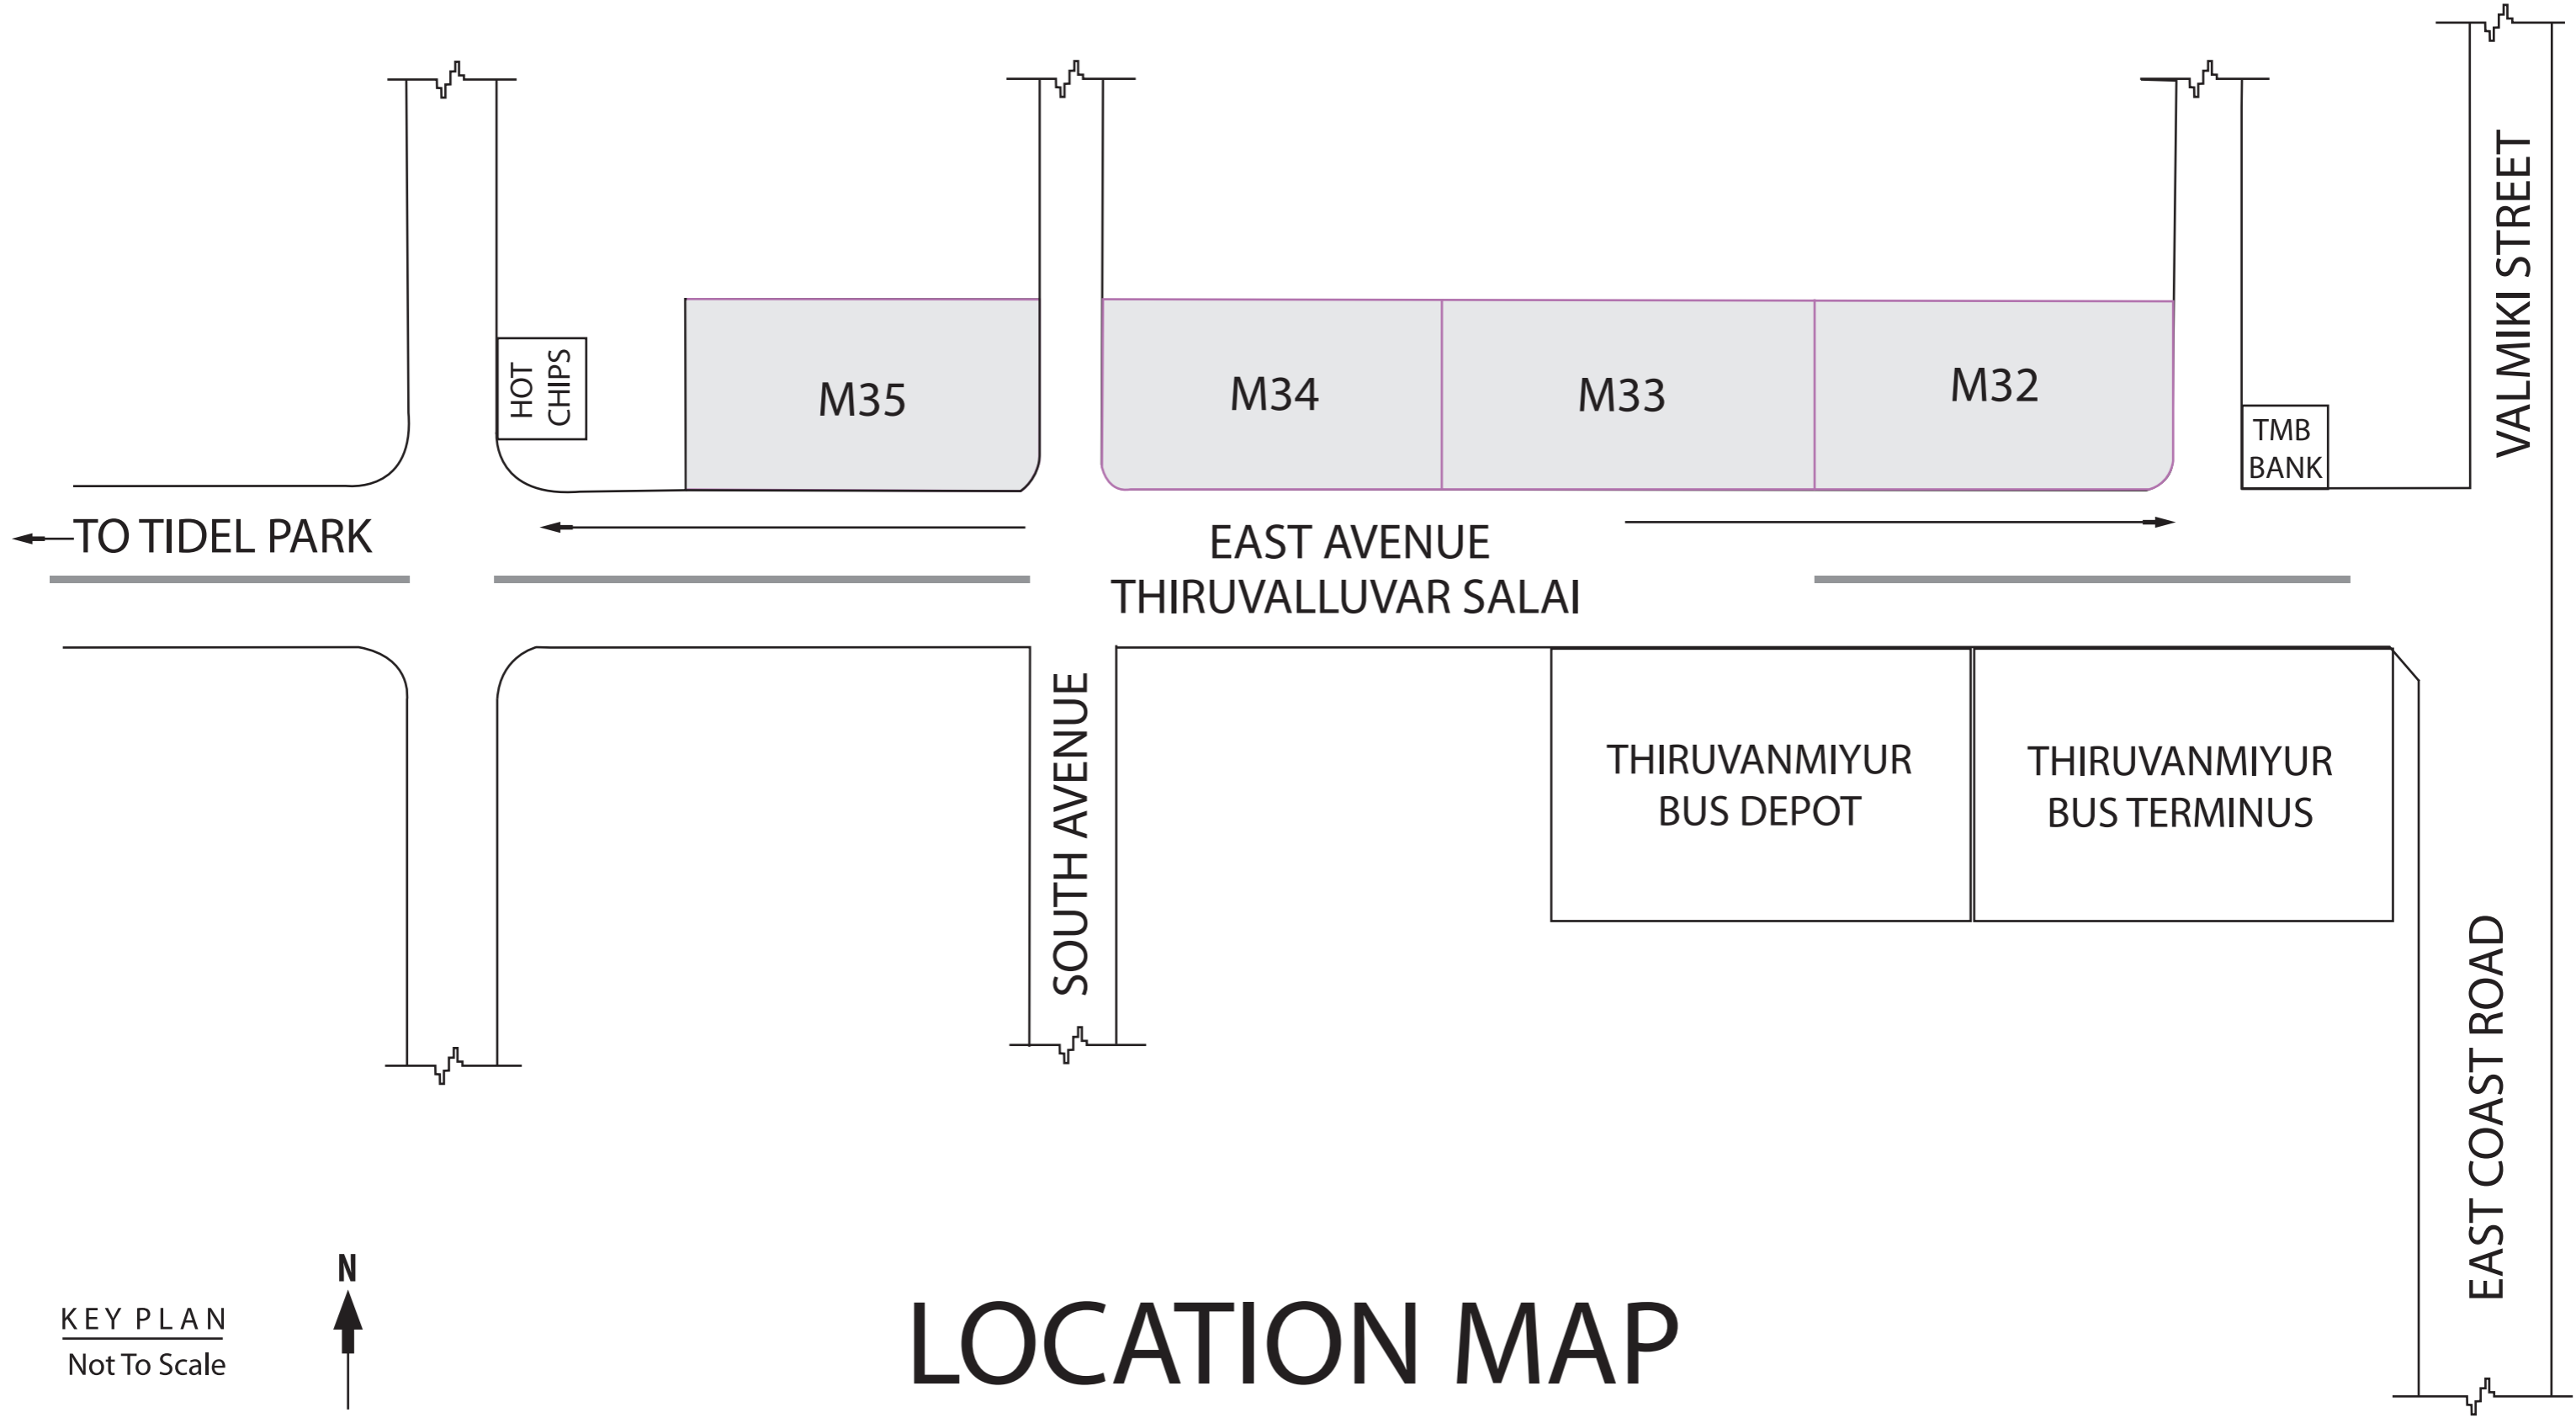 VALMIKI STREET
HOT
CHIPS
M35
M34
M33
M32
TMB
BANK
TO TIDEL PARK
EAST AVENUE
THIRUVALLUVAR SALAI
SOUTH AVENUE
THIRUVANMIYUR
BUS DEPOT
THIRUVANMIYUR
BUS TERMINUS
EAST COAST ROAD
N
KEY PLAN
Not To Scale
LOCATION MAP